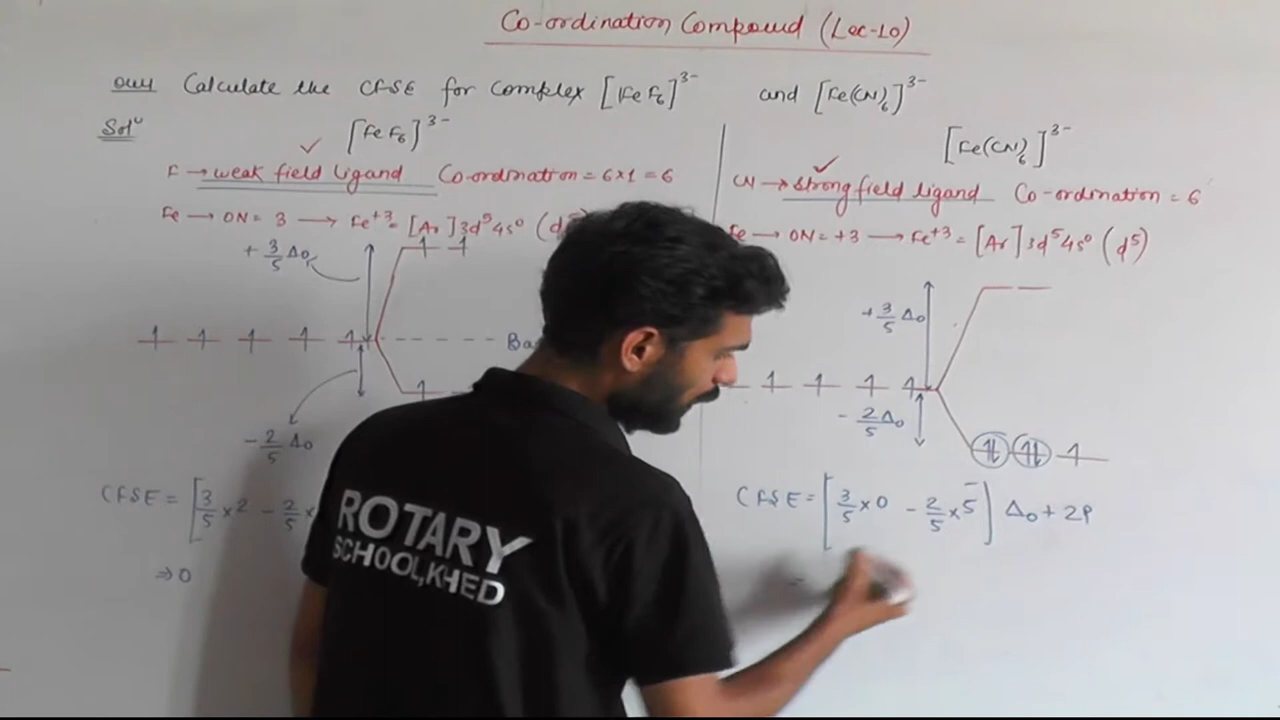 Co-ordination Compound (Lec-10)
Calculate the CFSE for complex [FeF6]3- and [Fe(CN)6]3-
Solⁿ
[FeF6]3-
F → weak field ligand Co-ordination = 6x1 = 6
Fe → ON = 3 → Fe+3 = [Ar]3d5 4s0
+ 3/5 Δo
- 2/5 Δo
CFSE = [3/5 x 2 - 2/5 x
⇒ 0
[Fe(CN)6]3-
CN → strong field ligand Co-ordination = 6
Fe → ON = +3 → Fe+3 = [Ar]3d5 4s0 (d5)
+ 3/5 Δo
- 2/5 Δo
CFSE = [3/5 x 0 - 2/5 x 5] Δo + 2P
ROTARY
SCHOOL,KHED